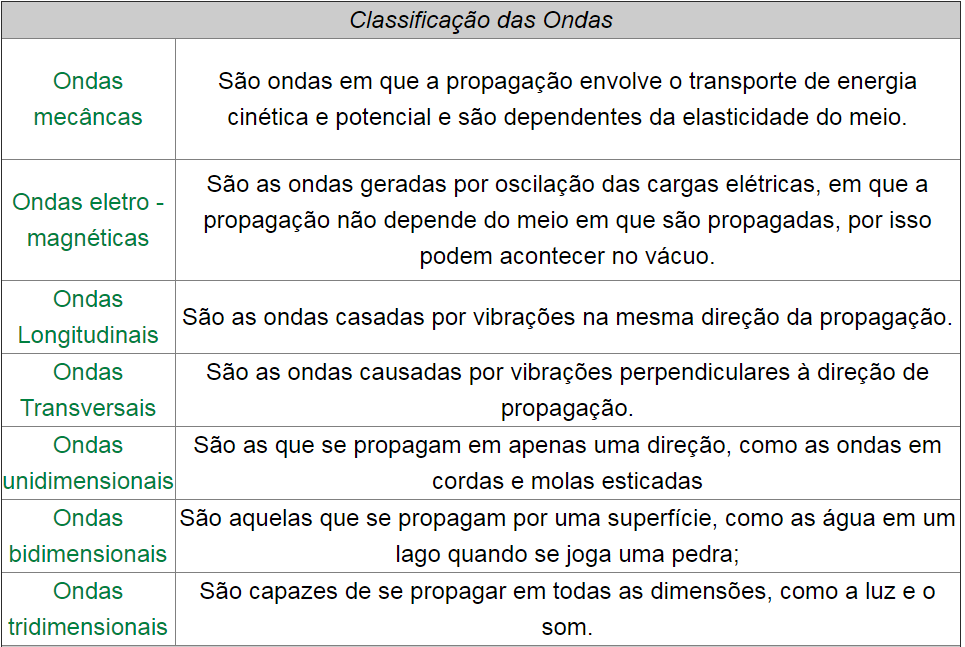 Classificação das Ondas
Ondas
mecâncas
São ondas em que a propagação envolve o transporte de energia
cinética e potencial e são dependentes da elasticidade do meio.
Ondas eletro -
magnéticas
São as ondas geradas por oscilação das cargas elétricas, em que a
propagação não depende do meio em que são propagadas, por isso
podem acontecer no vácuo.
Ondas
Longitudinais
São as ondas casadas por vibrações na mesma direção da propagação.
Ondas
Transversais
São as ondas causadas por vibrações perpendiculares à direção de
propagação.
Ondas
unidimensionais
São as que se propagam em apenas uma direção, como as ondas em
cordas e molas esticadas
Ondas
bidimensionais
São aquelas que se propagam por uma superfície, como as água em um
lago quando se joga uma pedra;
Ondas
tridimensionais
São capazes de se propagar em todas as dimensões, como a luz e o
som.